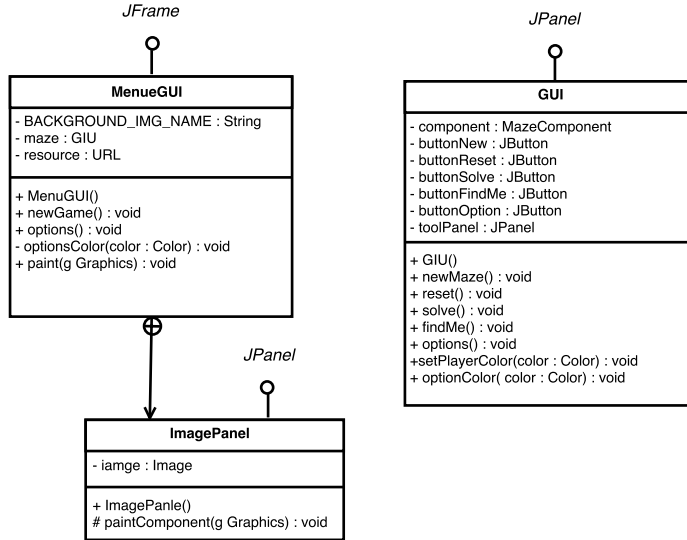 JFrame
MenueGUI
- BACKGROUND_IMG_NAME : String
- maze : GIU
- resource : URL
+ MenuGUI()
+ newGame() : void
+ options() : void
- optionsColor(color : Color) : void
+ paint(g Graphics) : void
JPanel
ImagePanel
- iamge : Image
+ ImagePanle()
# paintComponent(g Graphics) : void
JPanel
GUI
- component : MazeComponent
- buttonNew : JButton
- buttonReset : JButton
- buttonSolve : JButton
- buttonFindMe : JButton
- buttonOption : JButton
- toolPanel : JPanel
+ GIU()
+ newMaze() : void
+ reset() : void
+ solve() : void
+ findMe() : void
+ options() : void
+setPlayerColor(color : Color) : void
+ optionColor( color : Color) : void